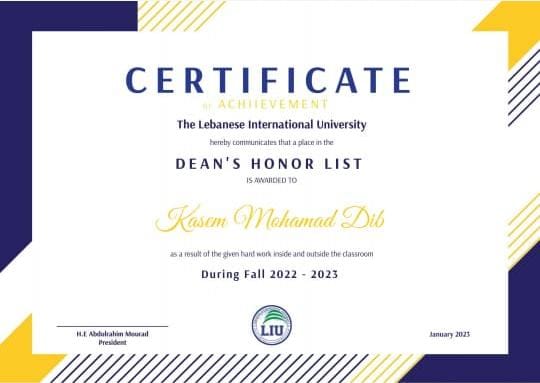 CERTIFICATE
OF ACHIIEVEMENT
The Lebanese International University
hereby communicates that a place in the
DEAN'S HONOR LIST
IS AWARDED TO
Kasem Mohamad Dib
as a result of the given hard work inside and outside the classroom
During Fall 2022 - 2023
LIU
H.E Abdulrahim Mourad
President
January 2023